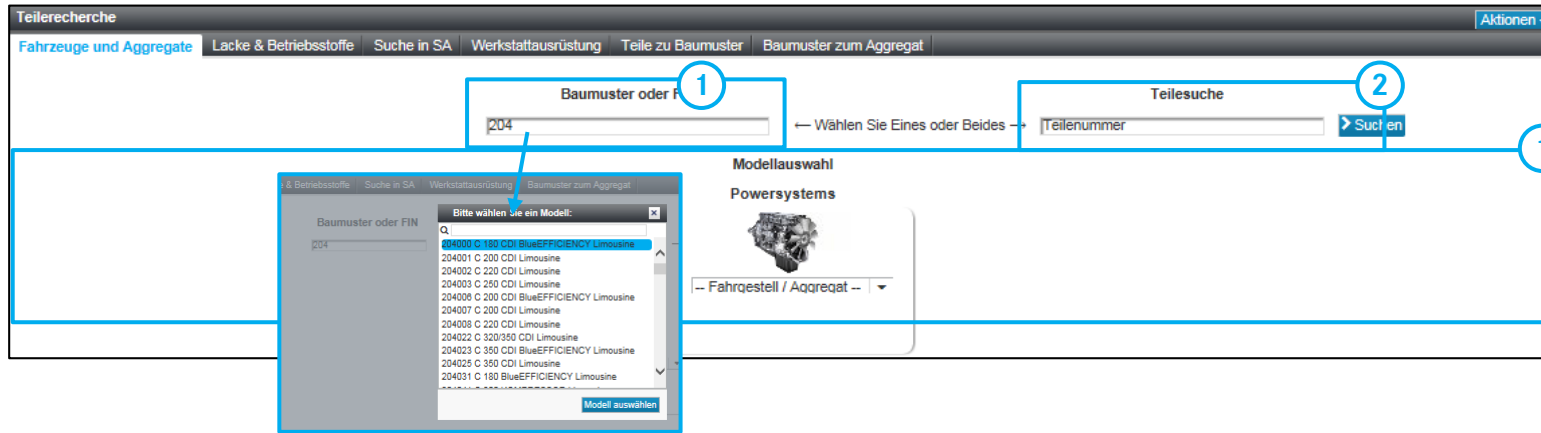 Teilerecherche
Aktionen
Fahrzeuge und Aggregate Lacke & Betriebsstoffe Suche in SA Werkstattausrüstung Teile zu Baumuster Baumuster zum Aggregat
1
2
Baumuster oder F
Teilesuche
204
← Wählen Sie Eines oder Beides →
Teilenummer
Suchen
Modellauswahl
Powersystems
-- Fahrgestell / Aggregat --
& Betriebsstoffe Suche in SA Werkstattausrüstung Baumuster zum Aggregat
Baumuster oder FIN
204
Bitte wählen Sie ein Modell:
204000 C 180 CDI BlueEFFICIENCY Limousine
204001 C 200 CDI Limousine
204002 C 220 CDI Limousine
204003 C 250 CDI Limousine
204006 C 200 CDI BlueEFFICIENCY Limousine
204007 C 200 CDI Limousine
204008 C 220 CDI Limousine
204022 C 320/350 CDI Limousine
204023 C 350 CDI BlueEFFICIENCY Limousine
204025 C 350 CDI Limousine
204031 C 180 BlueEFFICIENCY Limousine
Modell auswählen